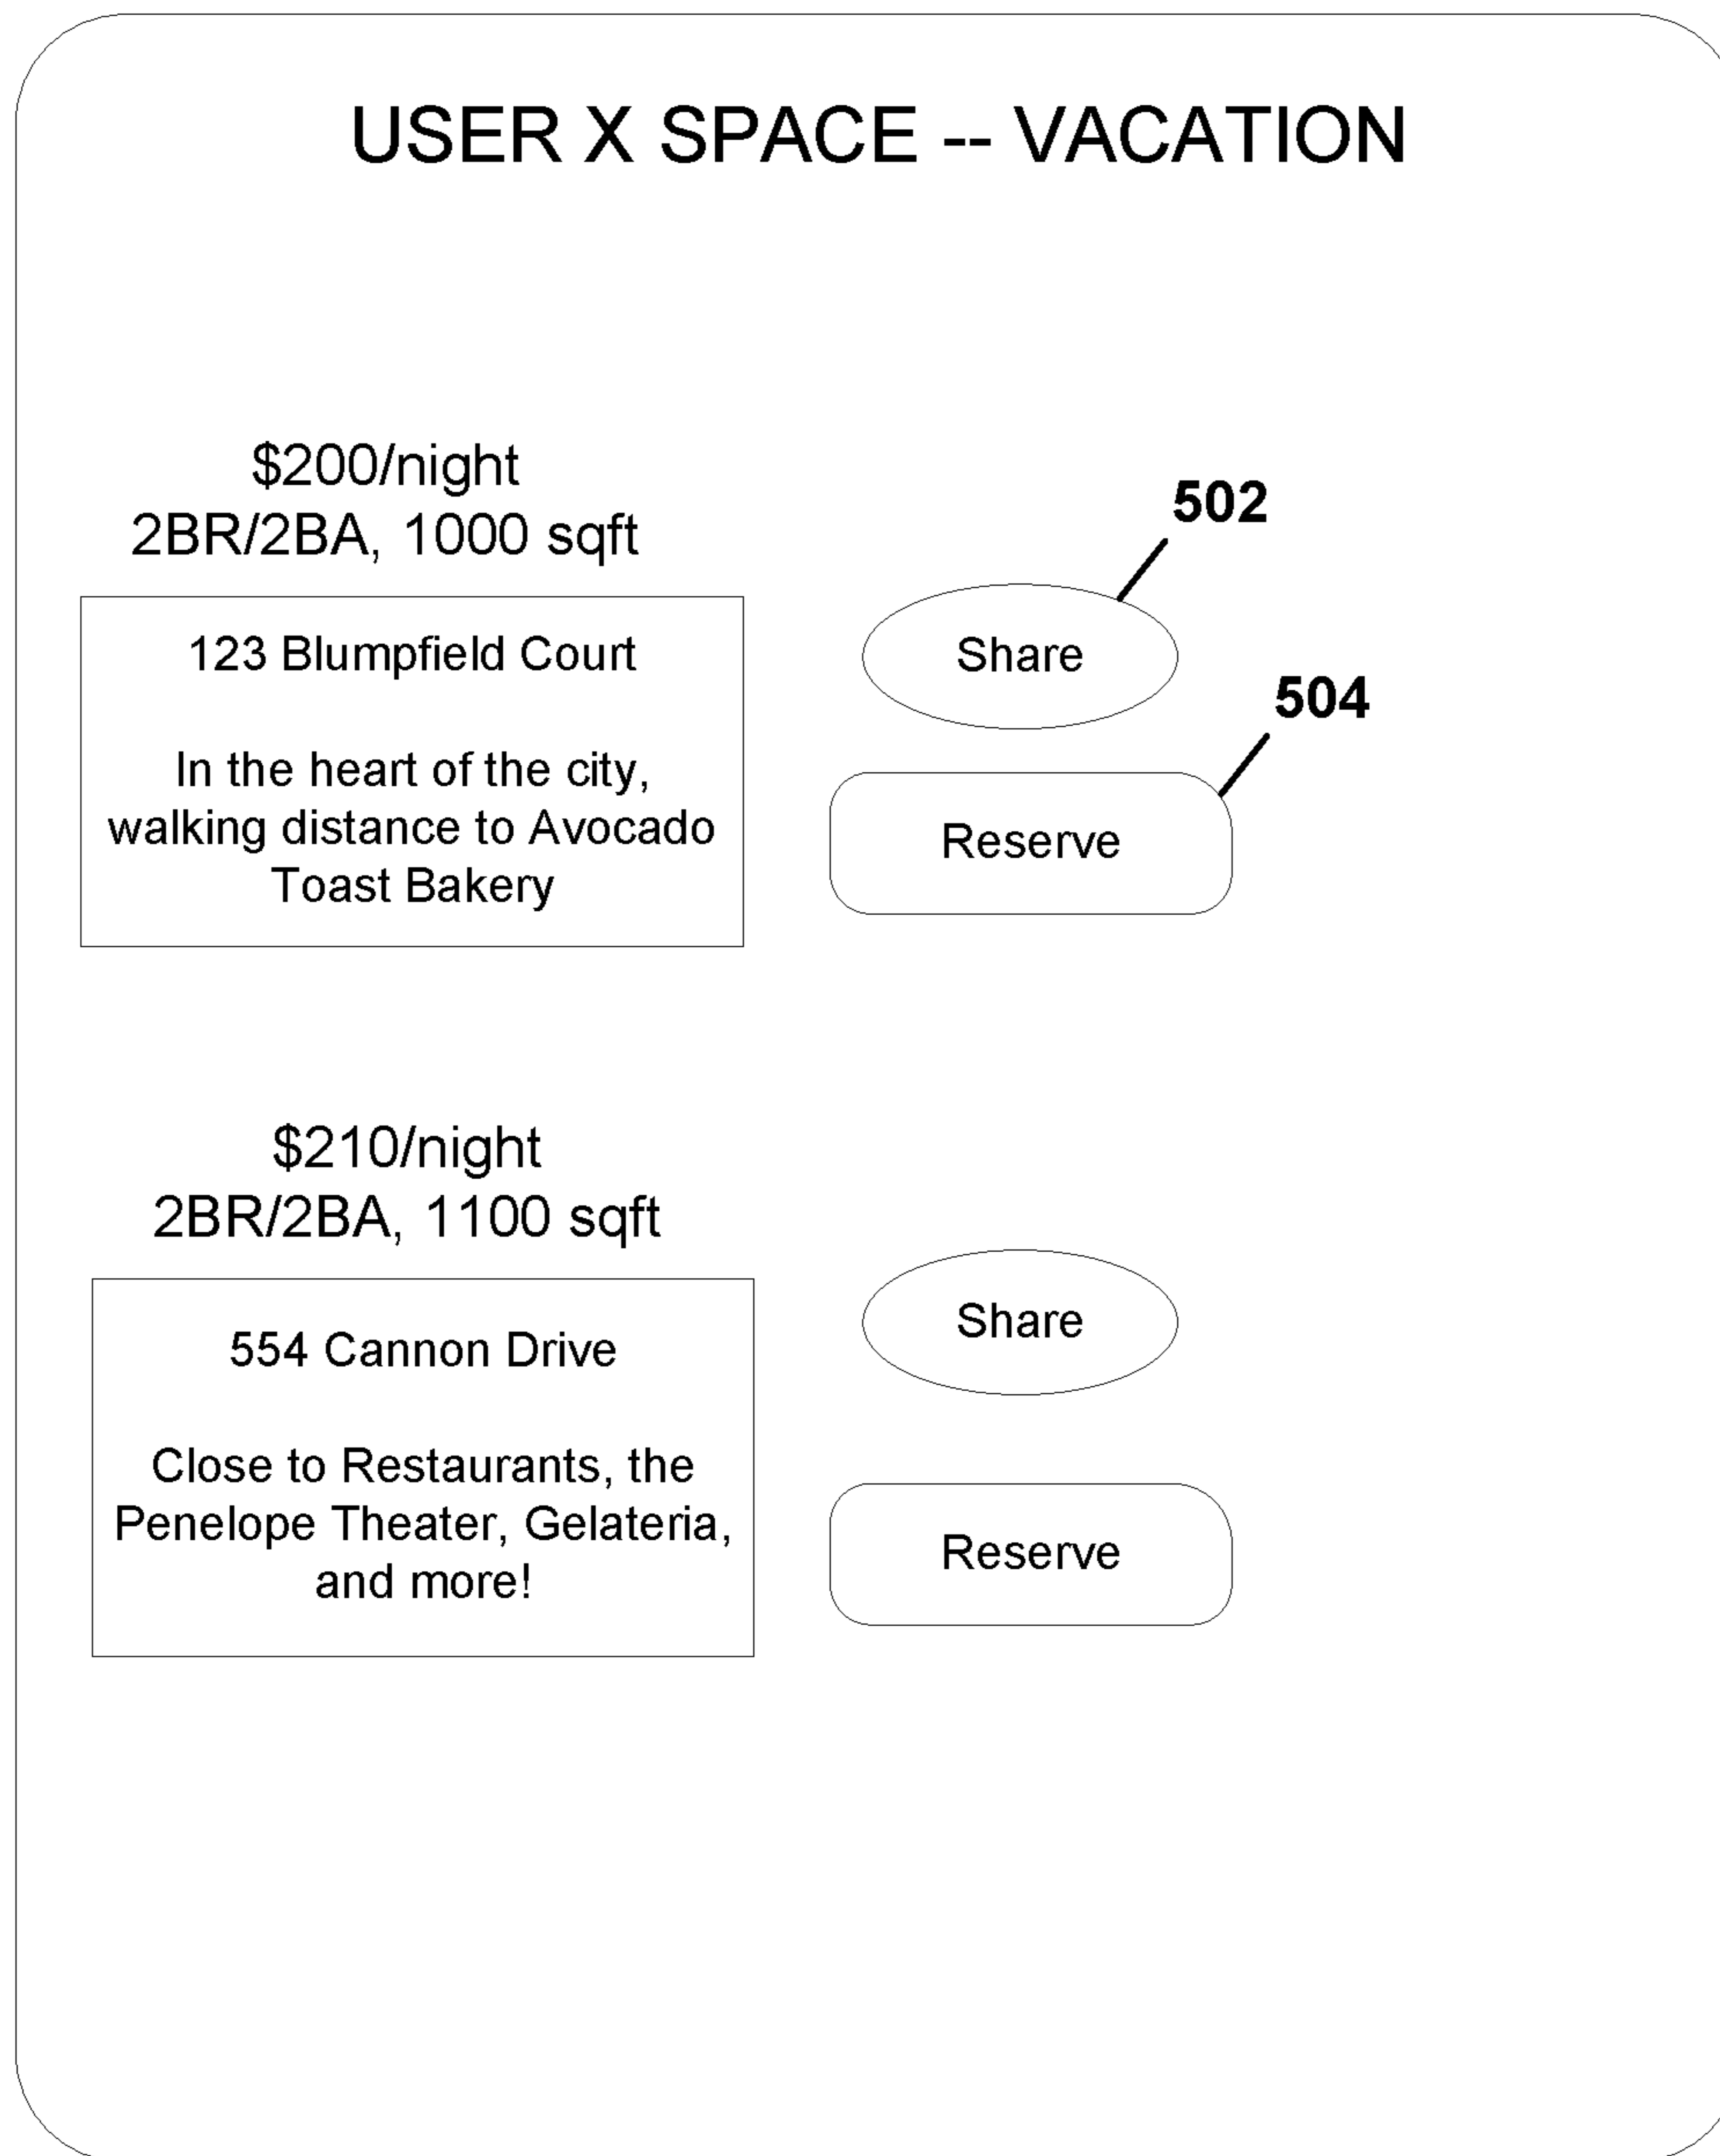 USER X SPACE -- VACATION
$200/night
2BR/2BA, 1000 sqft
502
123 Blumpfield Court
Share
504
In the heart of the city,
walking distance to Avocado
Toast Bakery
Reserve
$210/night
2BR/2BA, 1100 sqft
554 Cannon Drive
Share
Close to Restaurants, the
Penelope Theater, Gelateria,
and more!
Reserve